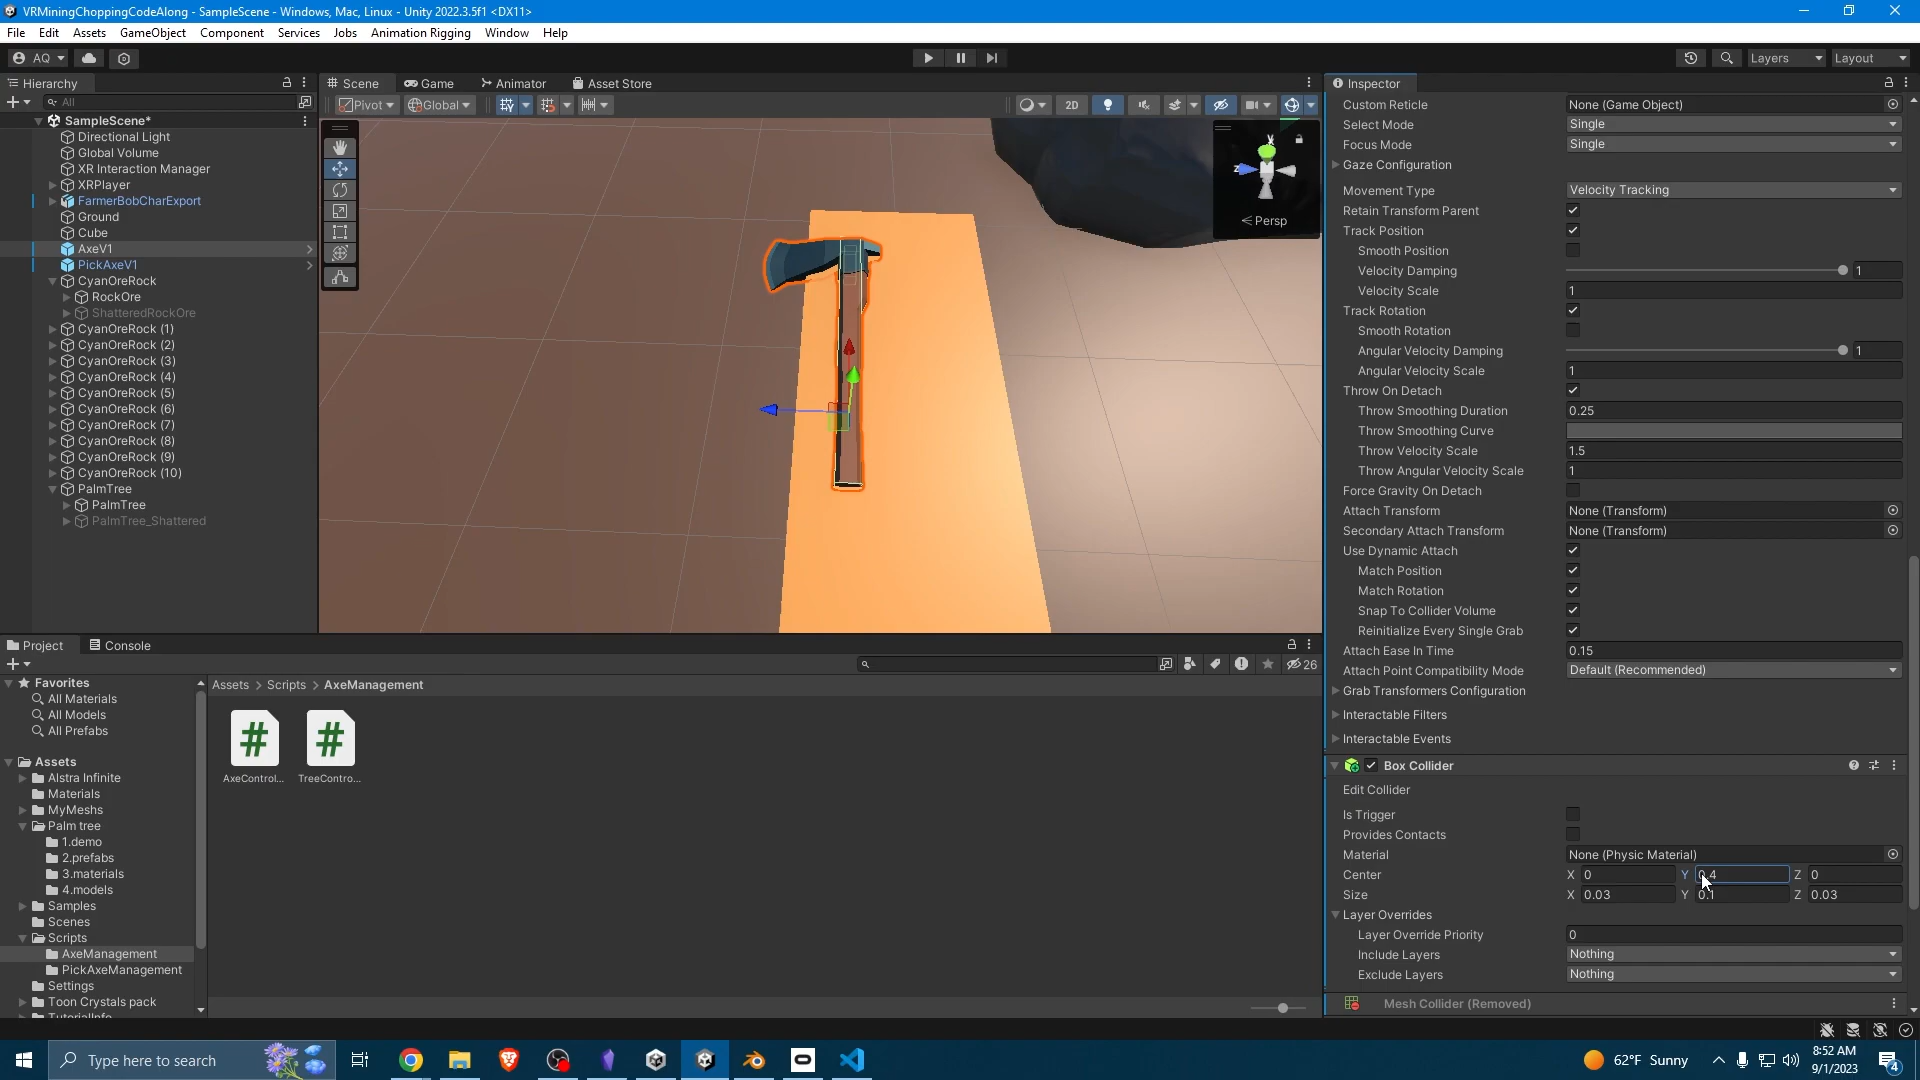 VRMiningChoppingCodeAlong - SampleScene - Windows, Mac, Linux - Unity 2022.3.5f1 <DX11>
File Edit Assets GameObject Component Services Jobs Animation Rigging Window Help
AQ Layers Layout
Hierarchy
All
SampleScene*
Directional Light
Global Volume
XR Interaction Manager
XRPlayer
FarmerBobCharExport
Ground
Cube
AxeV1
PickAxeV1
CyanOreRock
RockOre
ShatteredRockOre
CyanOreRock (1)
CyanOreRock (2)
CyanOreRock (3)
CyanOreRock (4)
CyanOreRock (5)
CyanOreRock (6)
CyanOreRock (7)
CyanOreRock (8)
CyanOreRock (9)
CyanOreRock (10)
PalmTree
PalmTree
PalmTree_Shattered
Scene Game Animator Asset Store
Pivot Global 2D
y
z
< Persp
Inspector
Custom Reticle None (Game Object)
Select Mode Single
Focus Mode Single
Gaze Configuration
Movement Type Velocity Tracking
Retain Transform Parent
Track Position
Smooth Position
Velocity Damping 1
Velocity Scale 1
Track Rotation
Smooth Rotation
Angular Velocity Damping 1
Angular Velocity Scale 1
Throw On Detach
Throw Smoothing Duration 0.25
Throw Smoothing Curve
Throw Velocity Scale 1.5
Throw Angular Velocity Scale 1
Force Gravity On Detach
Attach Transform None (Transform)
Secondary Attach Transform None (Transform)
Use Dynamic Attach
Match Position
Match Rotation
Snap To Collider Volume
Reinitialize Every Single Grab
Attach Ease In Time 0.15
Attach Point Compatibility Mode Default (Recommended)
Grab Transformers Configuration
Interactable Filters
Interactable Events
Box Collider
Edit Collider
Is Trigger
Provides Contacts
Material None (Physic Material)
Center X 0 Y 0.4 Z 0
Size X 0.03 Y 0.1 Z 0.03
Layer Overrides
Layer Override Priority 0
Include Layers Nothing
Exclude Layers Nothing
Mesh Collider (Removed)
Project Console
26
Favorites
All Materials
All Models
All Prefabs
Assets
Alstra Infinite
Materials
MyMeshs
Palm tree
1.demo
2.prefabs
3.materials
4.models
Samples
Scenes
Scripts
AxeManagement
PickAxeManagement
Settings
Toon Crystals pack
TutorialInfo
Assets > Scripts > AxeManagement
# #
AxeControl... TreeContro...
Type here to search
62°F Sunny
8:52 AM
9/1/2023
4